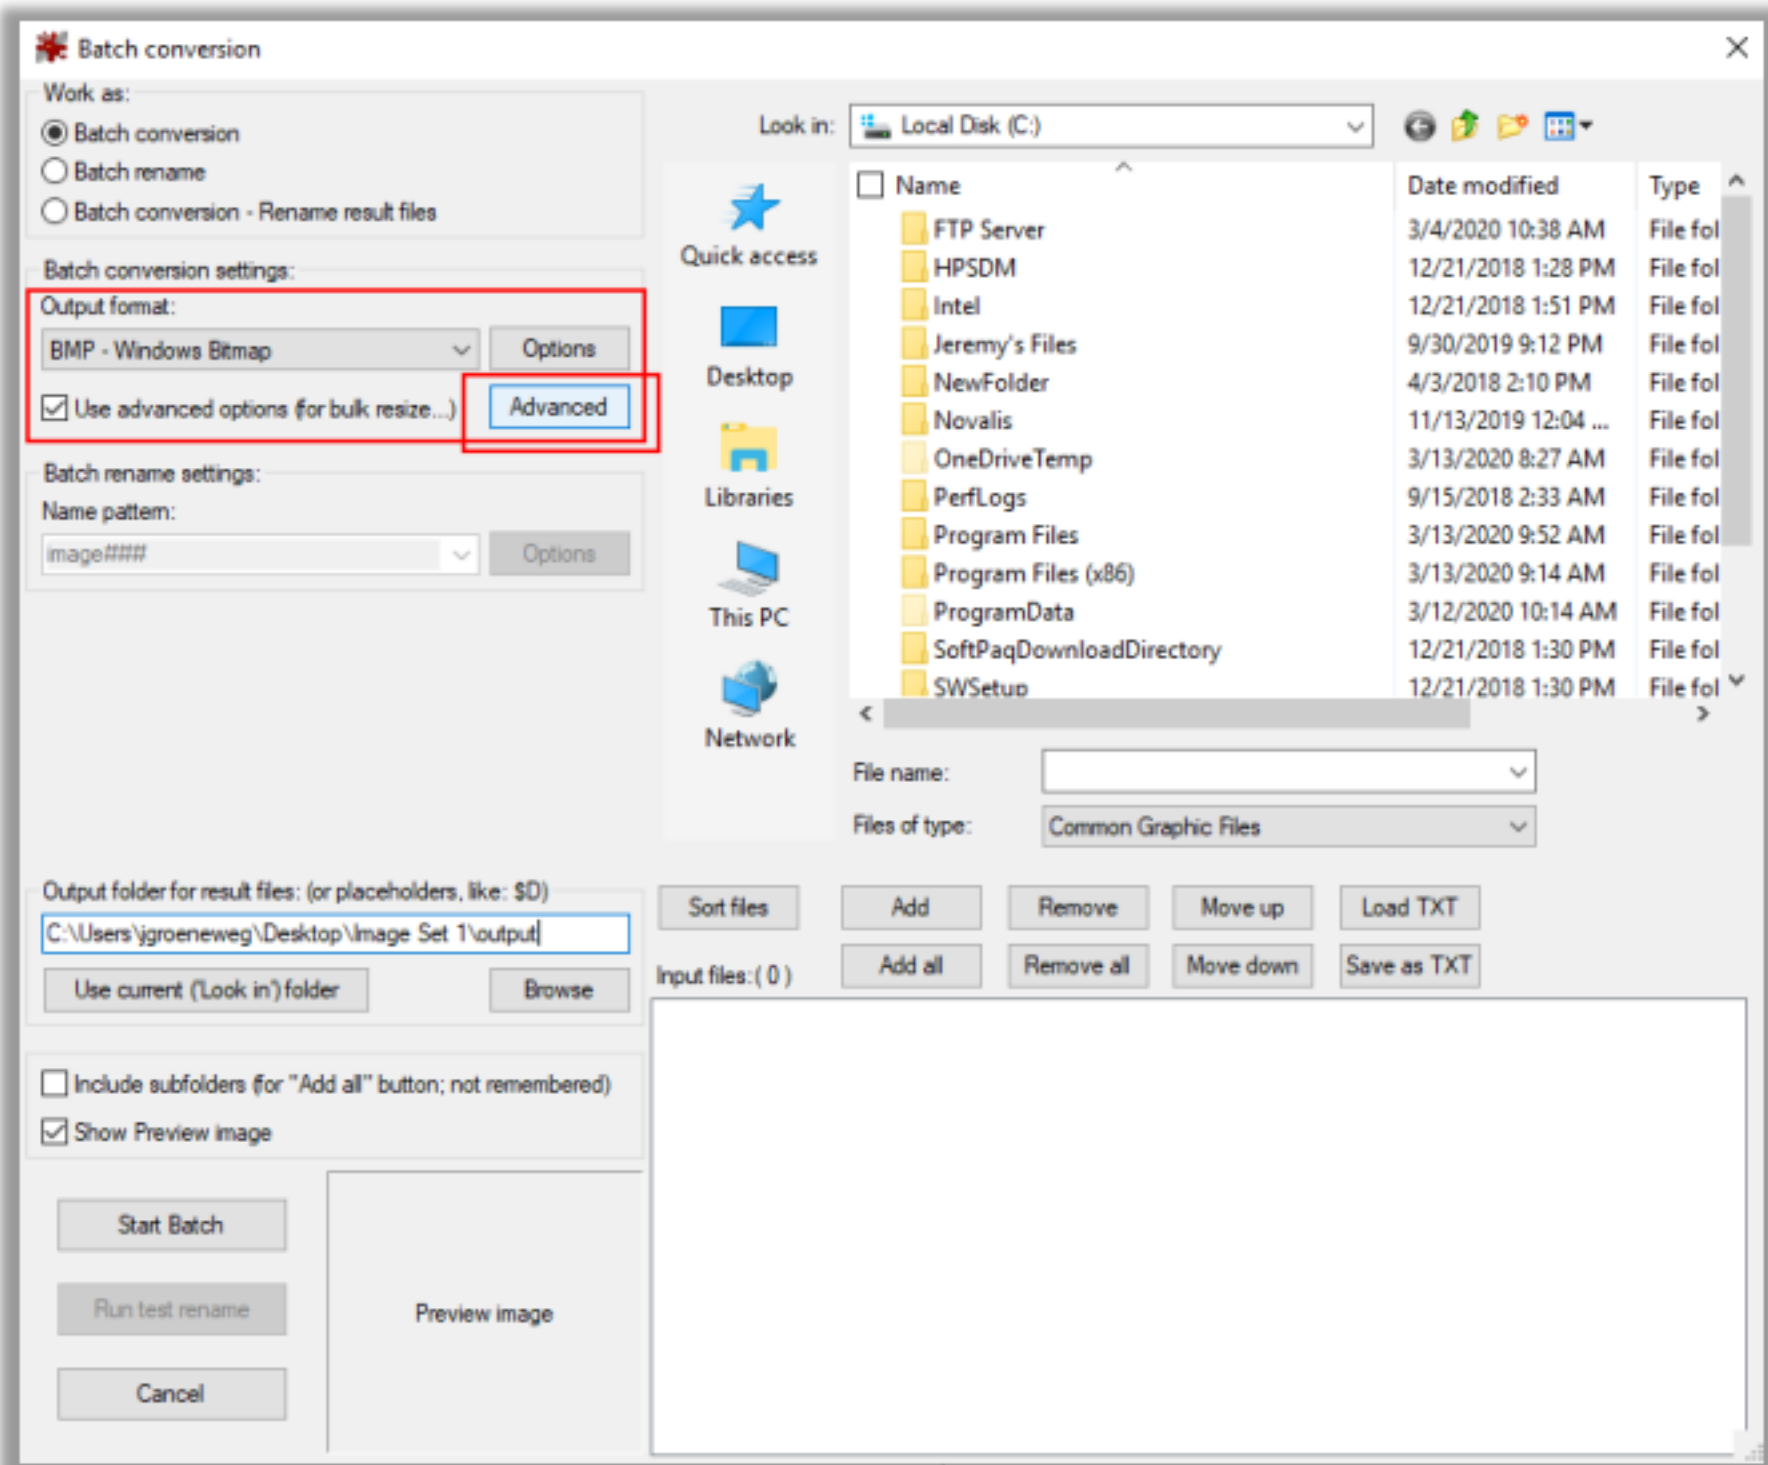 Batch conversion
Work as:
Batch conversion
Batch rename
Batch conversion - Rename result files
Batch conversion settings:
Output format:
BMP - Windows Bitmap
Options
Use advanced options (for bulk resize...)
Advanced
Batch rename settings:
Name pattern:
image###
Options
Output folder for result files: (or placeholders, like: $D)
C:\Users\jgroeneweg\Desktop\Image Set 1\output
Use current ('Look in') folder
Browse
Include subfolders (for "Add all" button; not remembered)
Show Preview image
Start Batch
Run test rename
Cancel
Preview image
Look in:
Local Disk (C:)
Quick access
Desktop
Libraries
This PC
Network
Name Date modified Type
FTP Server 3/4/2020 10:38 AM File fol
HPSDM 12/21/2018 1:28 PM File fol
Intel 12/21/2018 1:51 PM File fol
Jeremy's Files 9/30/2019 9:12 PM File fol
NewFolder 4/3/2018 2:10 PM File fol
Novalis 11/13/2019 12:04 ... File fol
OneDriveTemp 3/13/2020 8:27 AM File fol
PerfLogs 9/15/2018 2:33 AM File fol
Program Files 3/13/2020 9:52 AM File fol
Program Files (x86) 3/13/2020 9:14 AM File fol
ProgramData 3/12/2020 10:14 AM File fol
SoftPaqDownloadDirectory 12/21/2018 1:30 PM File fol
SWSetup 12/21/2018 1:30 PM File fol
File name:
Files of type:
Common Graphic Files
Sort files
Add
Remove
Move up
Load TXT
Input files: ( 0 )
Add all
Remove all
Move down
Save as TXT